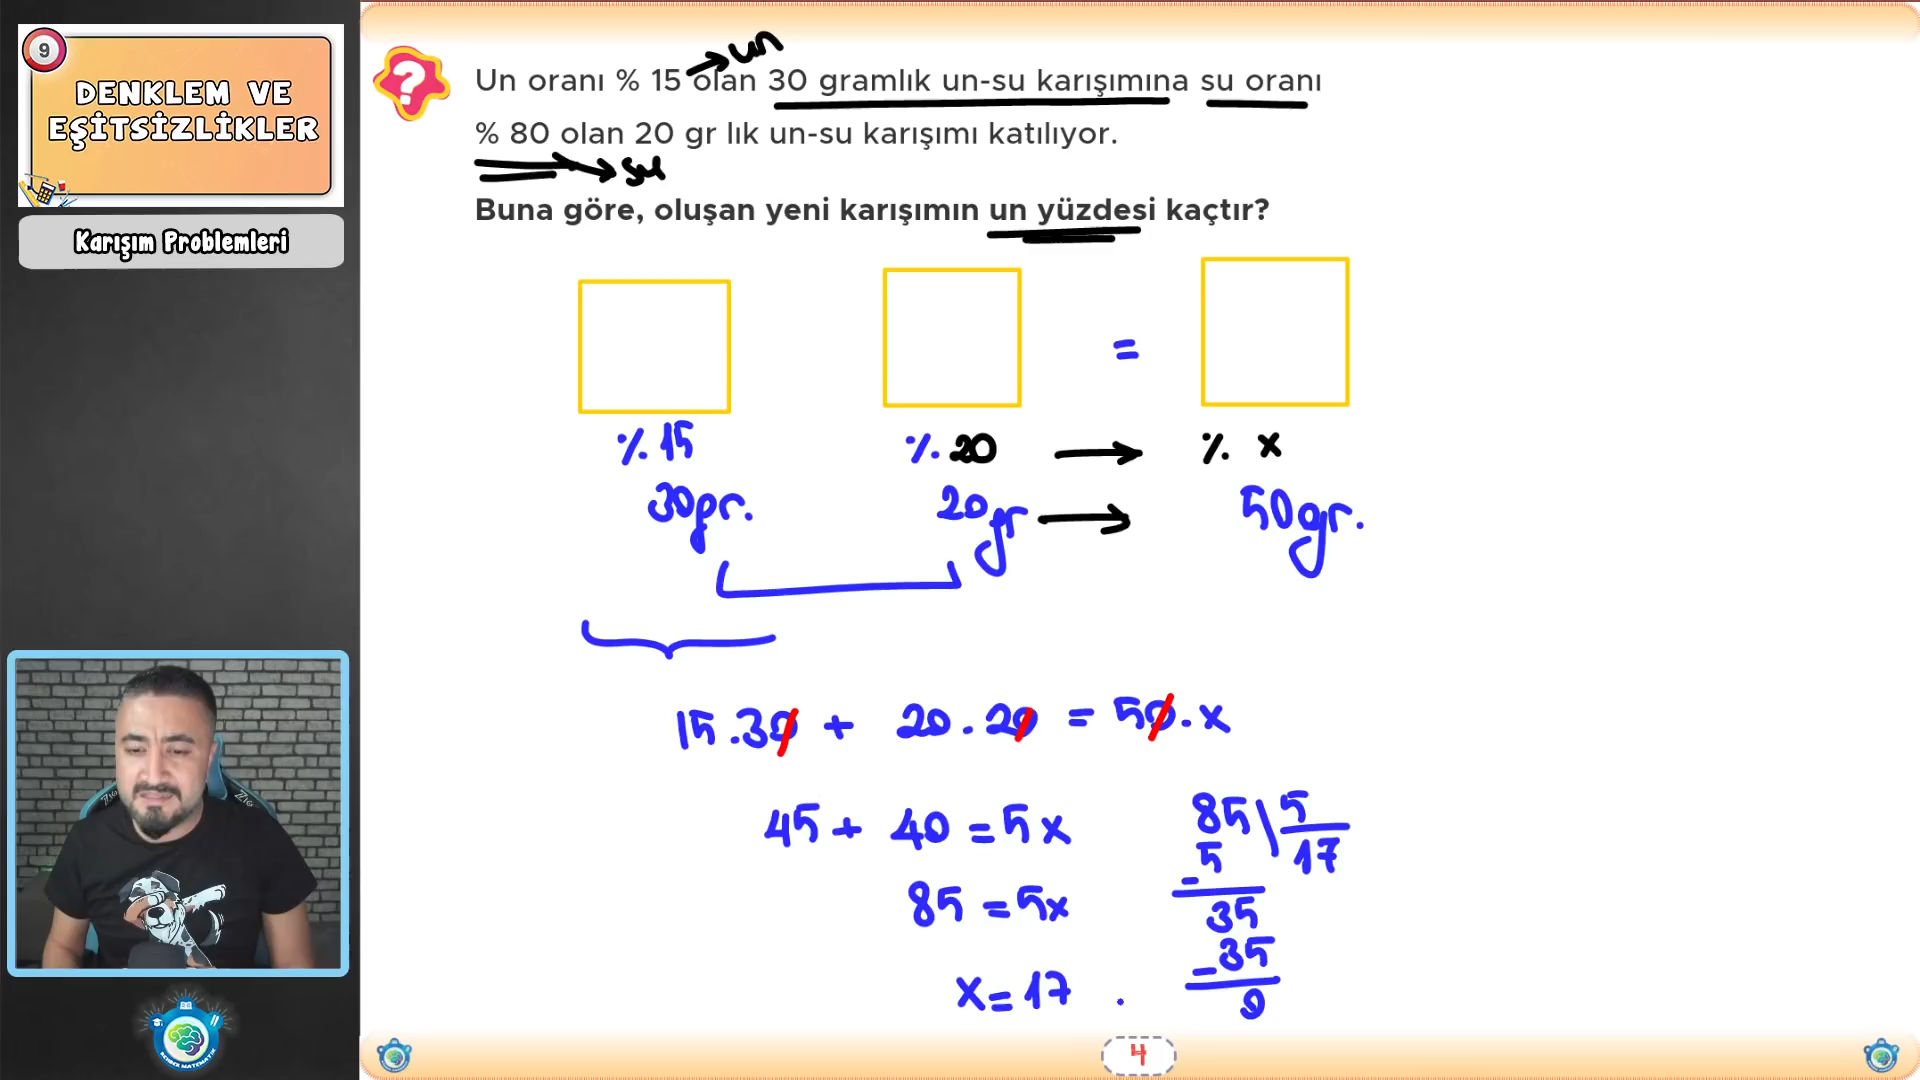 9
DENKLEM VE
EŞİTSİZLİKLER
Karışım Problemleri
?
un
Un oranı % 15 olan 30 gramlık un-su karışımına su oranı
% 80 olan 20 gr lık un-su karışımı katılıyor.
su
Buna göre, oluşan yeni karışımın un yüzdesi kaçtır?
=
% 15 % 20 % x
30gr. 20gr 50gr.
15.30 + 20.20 = 50.x
45 + 40 = 5x
85 = 5x
x = 17 .
85 5
- 5 17
35
- 35
0
4